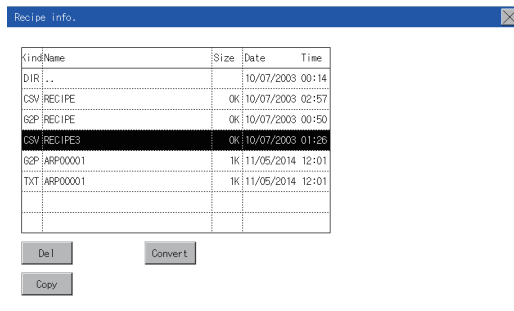 Recipe info.
Kind Name Size Date Time
DIR .. 10/07/2003 00:14
CSV RECIPE 0K 10/07/2003 02:57
G2P RECIPE 0K 10/07/2003 00:50
CSV RECIPE3 0K 10/07/2003 01:26
G2P ARP00001 1K 11/05/2014 12:01
TXT ARP00001 1K 11/05/2014 12:01
Del Convert
Copy